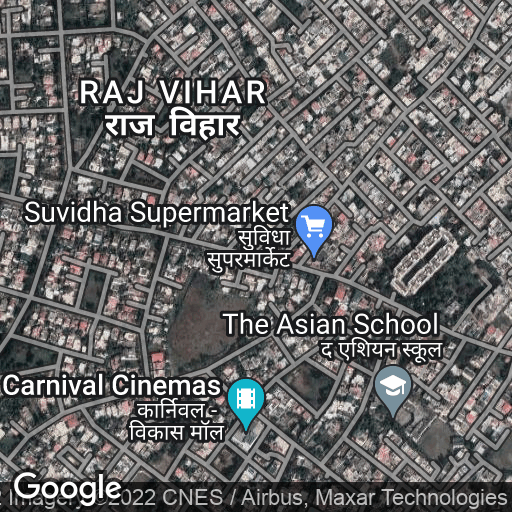 RAJ VIHAR
राज विहार
Suvidha Supermarket
सुविधा
सुपरमार्केट
The Asian School
द एशियन स्कूल
Carnival Cinemas
कार्निवल -
विकास मॉल
Google
Imagery ©2022 CNES / Airbus, Maxar Technologies